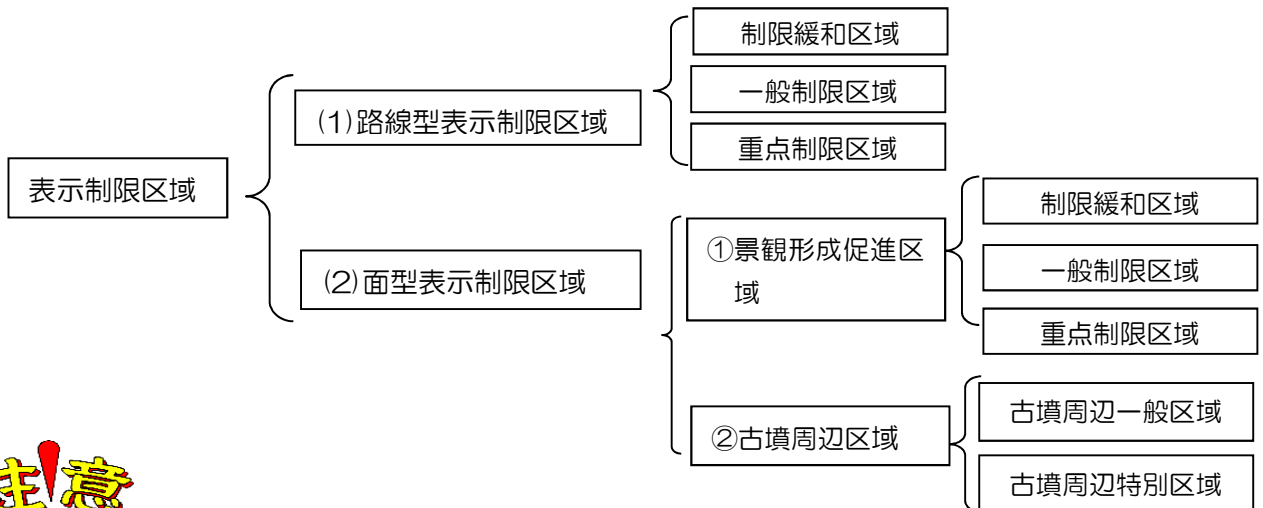 表示制限区域
(1)路線型表示制限区域
制限緩和区域
一般制限区域
重点制限区域
(2)面型表示制限区域
①景観形成促進区
域
制限緩和区域
一般制限区域
重点制限区域
②古墳周辺区域
古墳周辺一般区域
古墳周辺特別区域
注!意